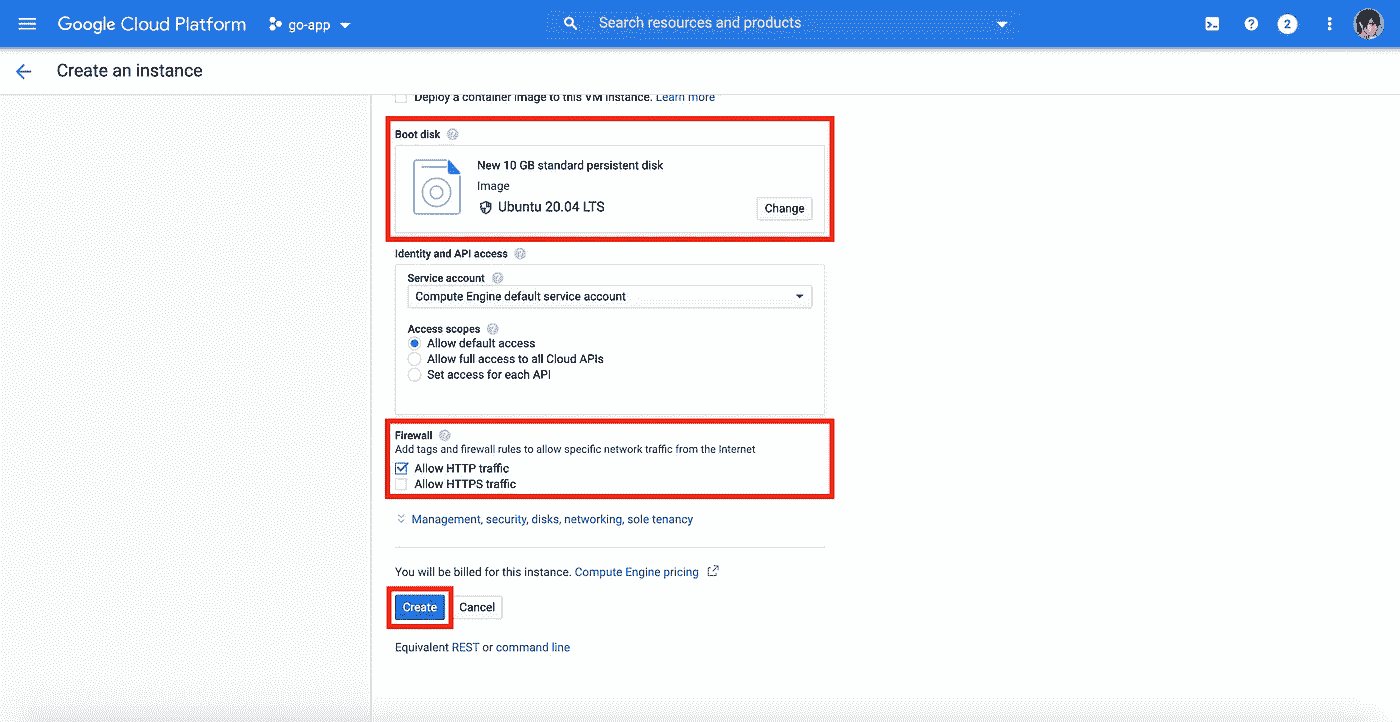 Google Cloud Platform
go-app
Search resources and products
2
Create an instance
Deploy a container image to this VM instance. Learn more
Boot disk
New 10 GB standard persistent disk
Image
Ubuntu 20.04 LTS
Change
Identity and API access
Service account
Compute Engine default service account
Access scopes
Allow default access
Allow full access to all Cloud APIs
Set access for each API
Firewall
Add tags and firewall rules to allow specific network traffic from the Internet
Allow HTTP traffic
Allow HTTPS traffic
Management, security, disks, networking, sole tenancy
You will be billed for this instance. Compute Engine pricing
Create
Cancel
Equivalent REST or command line